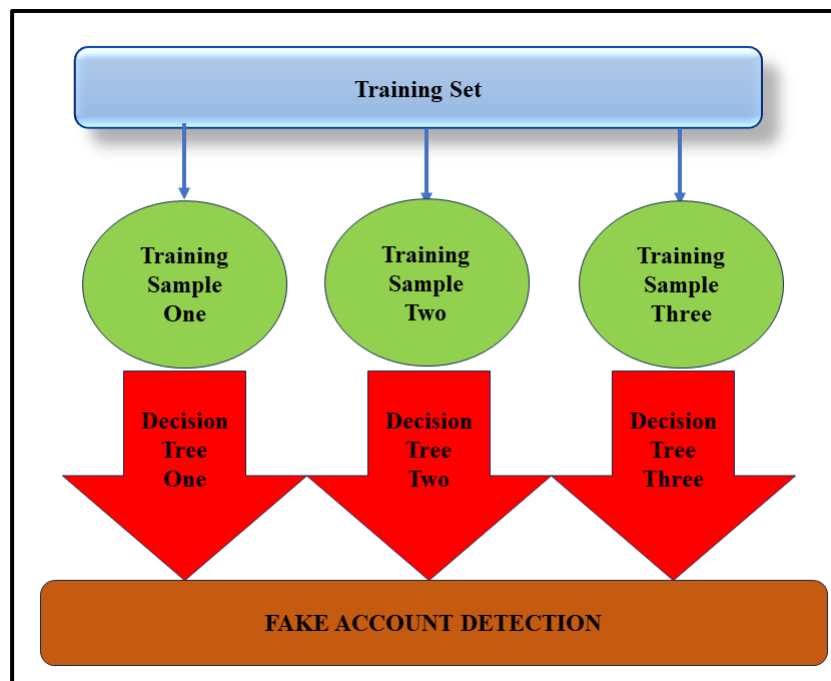 Training Set
Training
Sample
One
Training
Sample
Two
Training
Sample
Three
Decision
Tree
One
Decision
Tree
Two
Decision
Tree
Three
FAKE ACCOUNT DETECTION